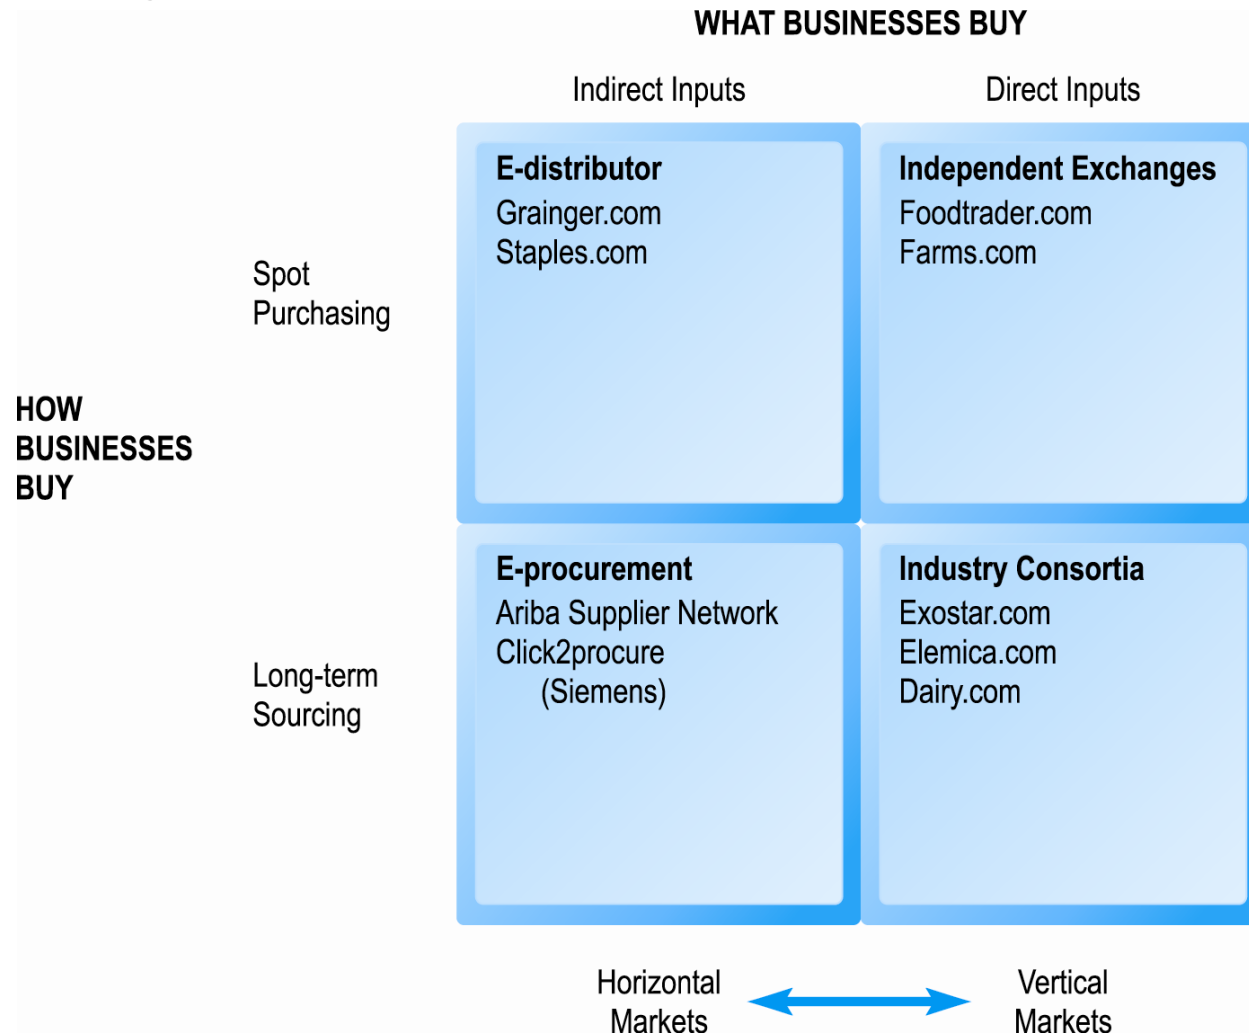 WHAT BUSINESSES BUY
Indirect Inputs
Direct Inputs
E-distributor
Grainger.com
Staples.com
Independent Exchanges
Foodtrader.com
Farms.com
Spot
Purchasing
HOW
BUSINESSES
BUY
E-procurement
Ariba Supplier Network
Click2procure
(Siemens)
Industry Consortia
Exostar.com
Elemica.com
Dairy.com
Long-term
Sourcing
Horizontal
Markets
Vertical
Markets